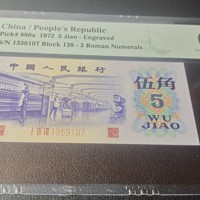 China / People's Republic
Pick# 880a 1972 5 Jiao - Engraved
S/N 1359107 Block 138 - 3 Roman Numerals
中国人民银行
伍角
5
WU JIAO
1359107